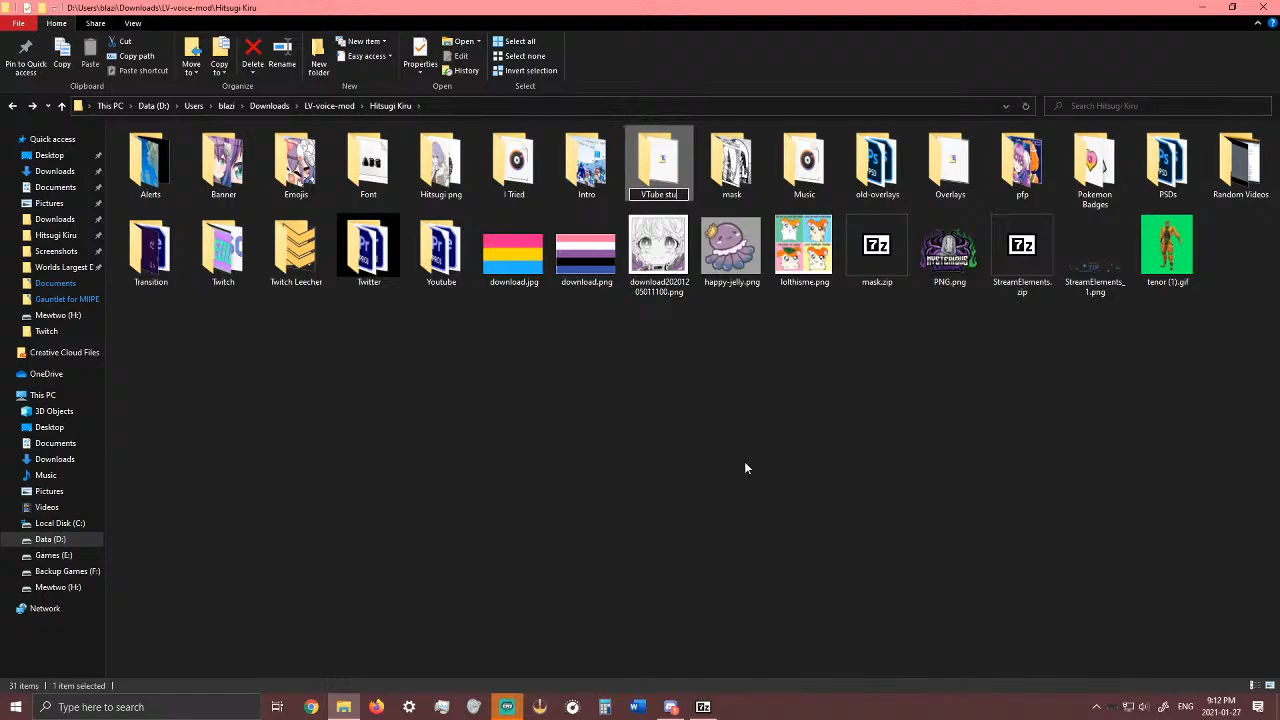 D:\Users\blazi\Downloads\LV-voice-mod\Hitsugi Kiru
File Home Share View
Pin to Quick access
Copy
Paste
Cut
Copy path
Paste shortcut
Clipboard
Move to
Copy to
Delete
Rename
Organize
New folder
New item
Easy access
New
Properties
Open
Edit
History
Open
Select all
Select none
Invert selection
Select
This PC > Data (D:) > Users > blazi > Downloads > LV-voice-mod > Hitsugi Kiru >
Search Hitsugi Kiru
Quick access
Desktop
Downloads
Documents
Pictures
Downloads
Hitsugi Kiru
Screenshots
Worlds Largest D
Documents
Gauntlet for MIIPE
Mewtwo (H:)
Twitch
Creative Cloud Files
OneDrive
This PC
3D Objects
Desktop
Documents
Downloads
Music
Pictures
Videos
Local Disk (C:)
Data (D:)
Games (E:)
Backup Games (F:)
Mewtwo (H:)
Network
Alerts Banner Emojis Font Hitsugi png I Tried Intro VTube stu mask Music old-overlays Overlays pfp Pokemon Badges PSDs Random Videos
Transition Twitch Twitch Leecher Twitter Youtube download.jpg download.png download20201205011100.png happy-jelly.png lolthisme.png mask.zip PNG.png StreamElements.zip StreamElements_1.png tenor (1).gif
31 items 1 item selected
Type here to search
9:12 PM
2021-01-27